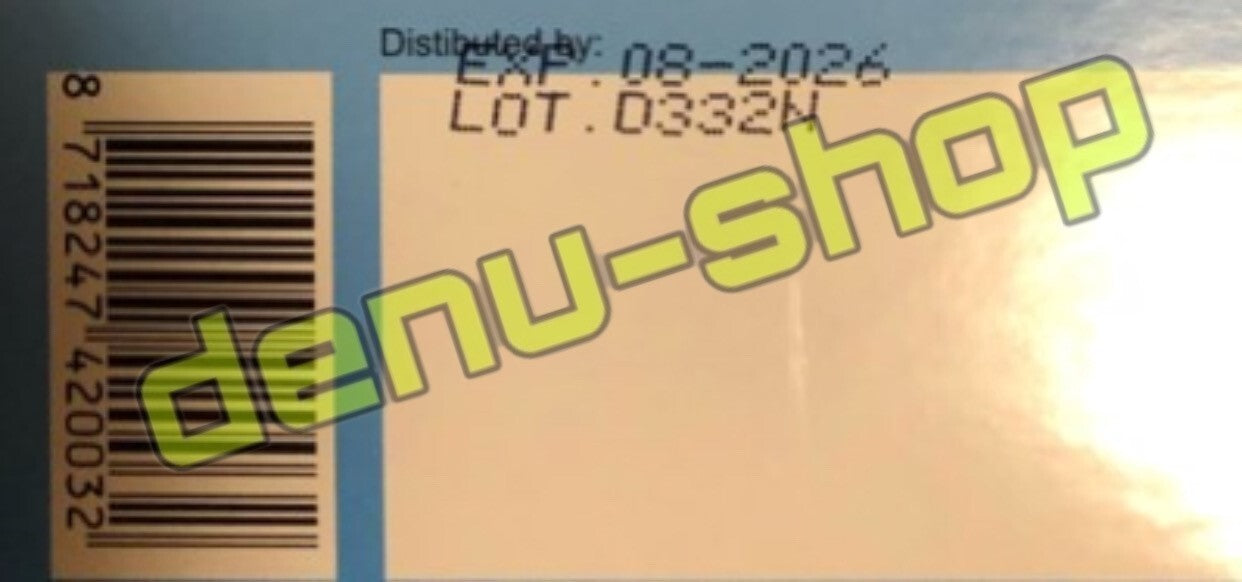 Distibuted by:
EXP. 08-2026
LOT. D332N
8 718247 420032
denu-shop